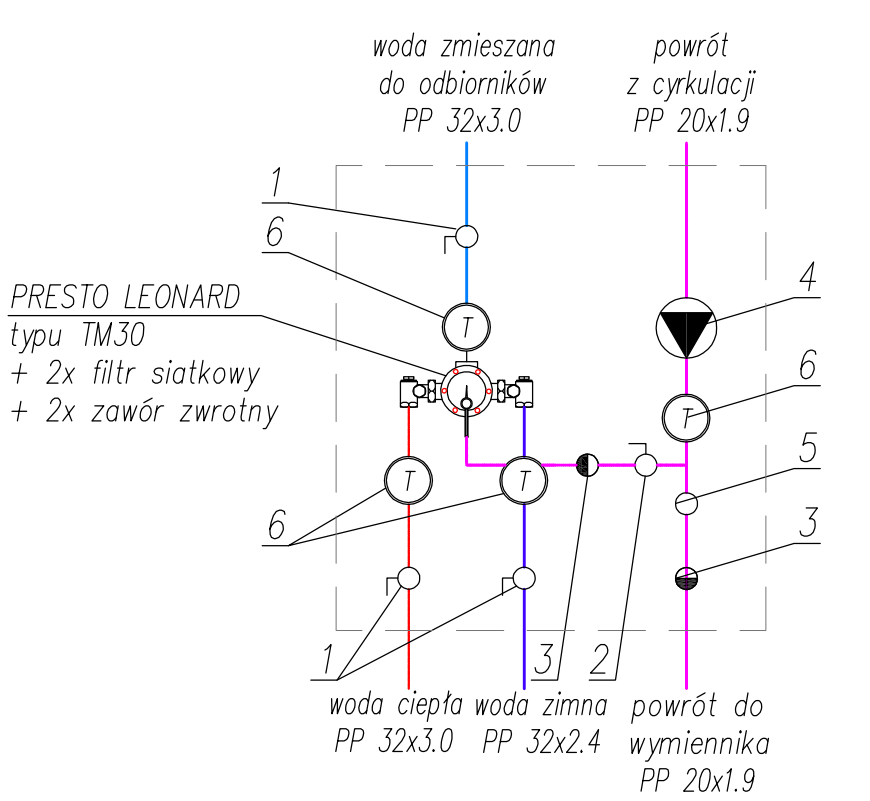 woda zmieszana
do odbiorników
PP 32x3.0
powrót
z cyrkulacji
PP 20x1.9
1
6
PRESTO LEONARD
typu TM30
+ 2x filtr siatkowy
+ 2x zawór zwrotny
T
4
6
T
5
3
T
T
6
1
3
2
woda ciepła
PP 32x3.0
woda zimna
PP 32x2.4
powrót do
wymiennika
PP 20x1.9